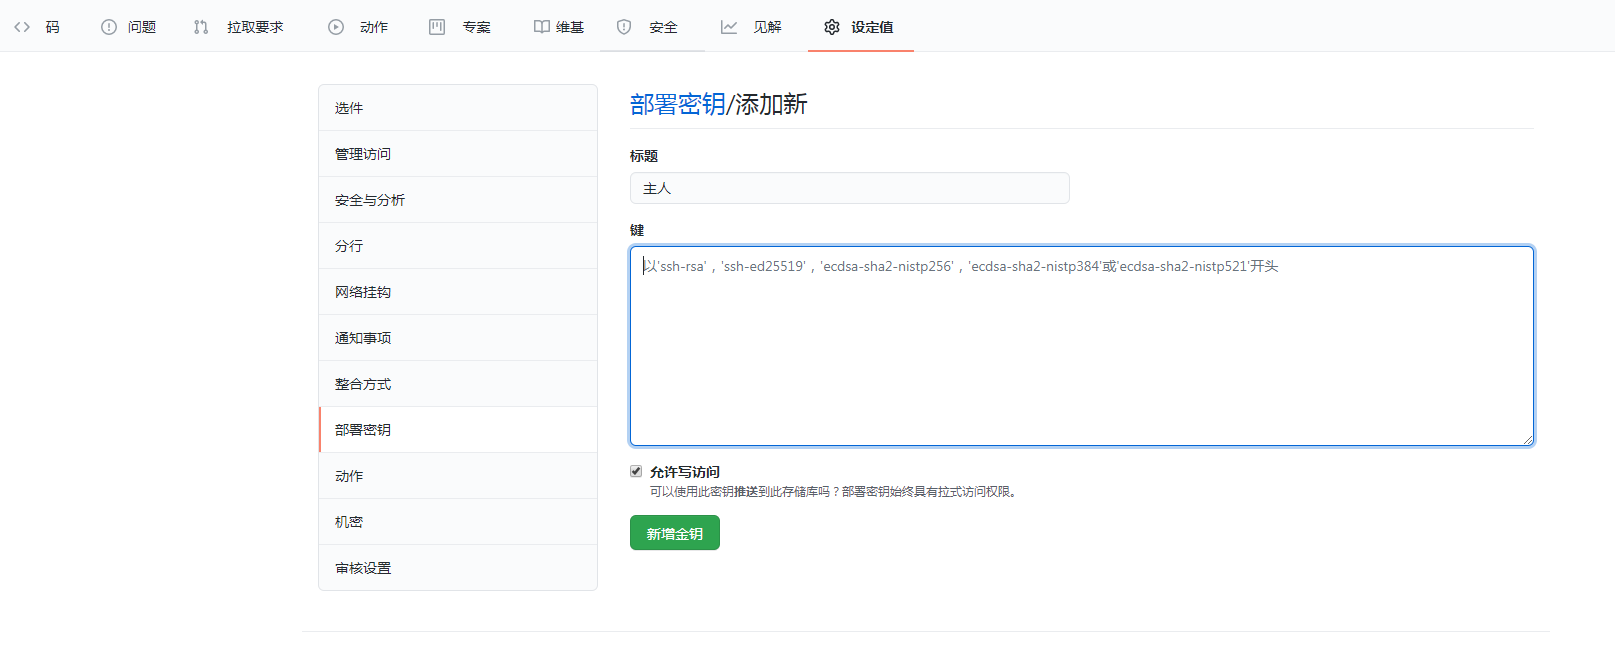 码 问题 拉取要求 动作 专案 维基 安全 见解 设定值
选件
管理访问
安全与分析
分行
网络挂钩
通知事项
整合方式
部署密钥
动作
机密
审核设置
部署密钥/添加新
标题
主人
键
以'ssh-rsa'，'ssh-ed25519'，'ecdsa-sha2-nistp256'，'ecdsa-sha2-nistp384'或'ecdsa-sha2-nistp521'开头
允许写访问
可以使用此密钥推送到此存储库吗？部署密钥始终具有拉式访问权限。
新增金钥